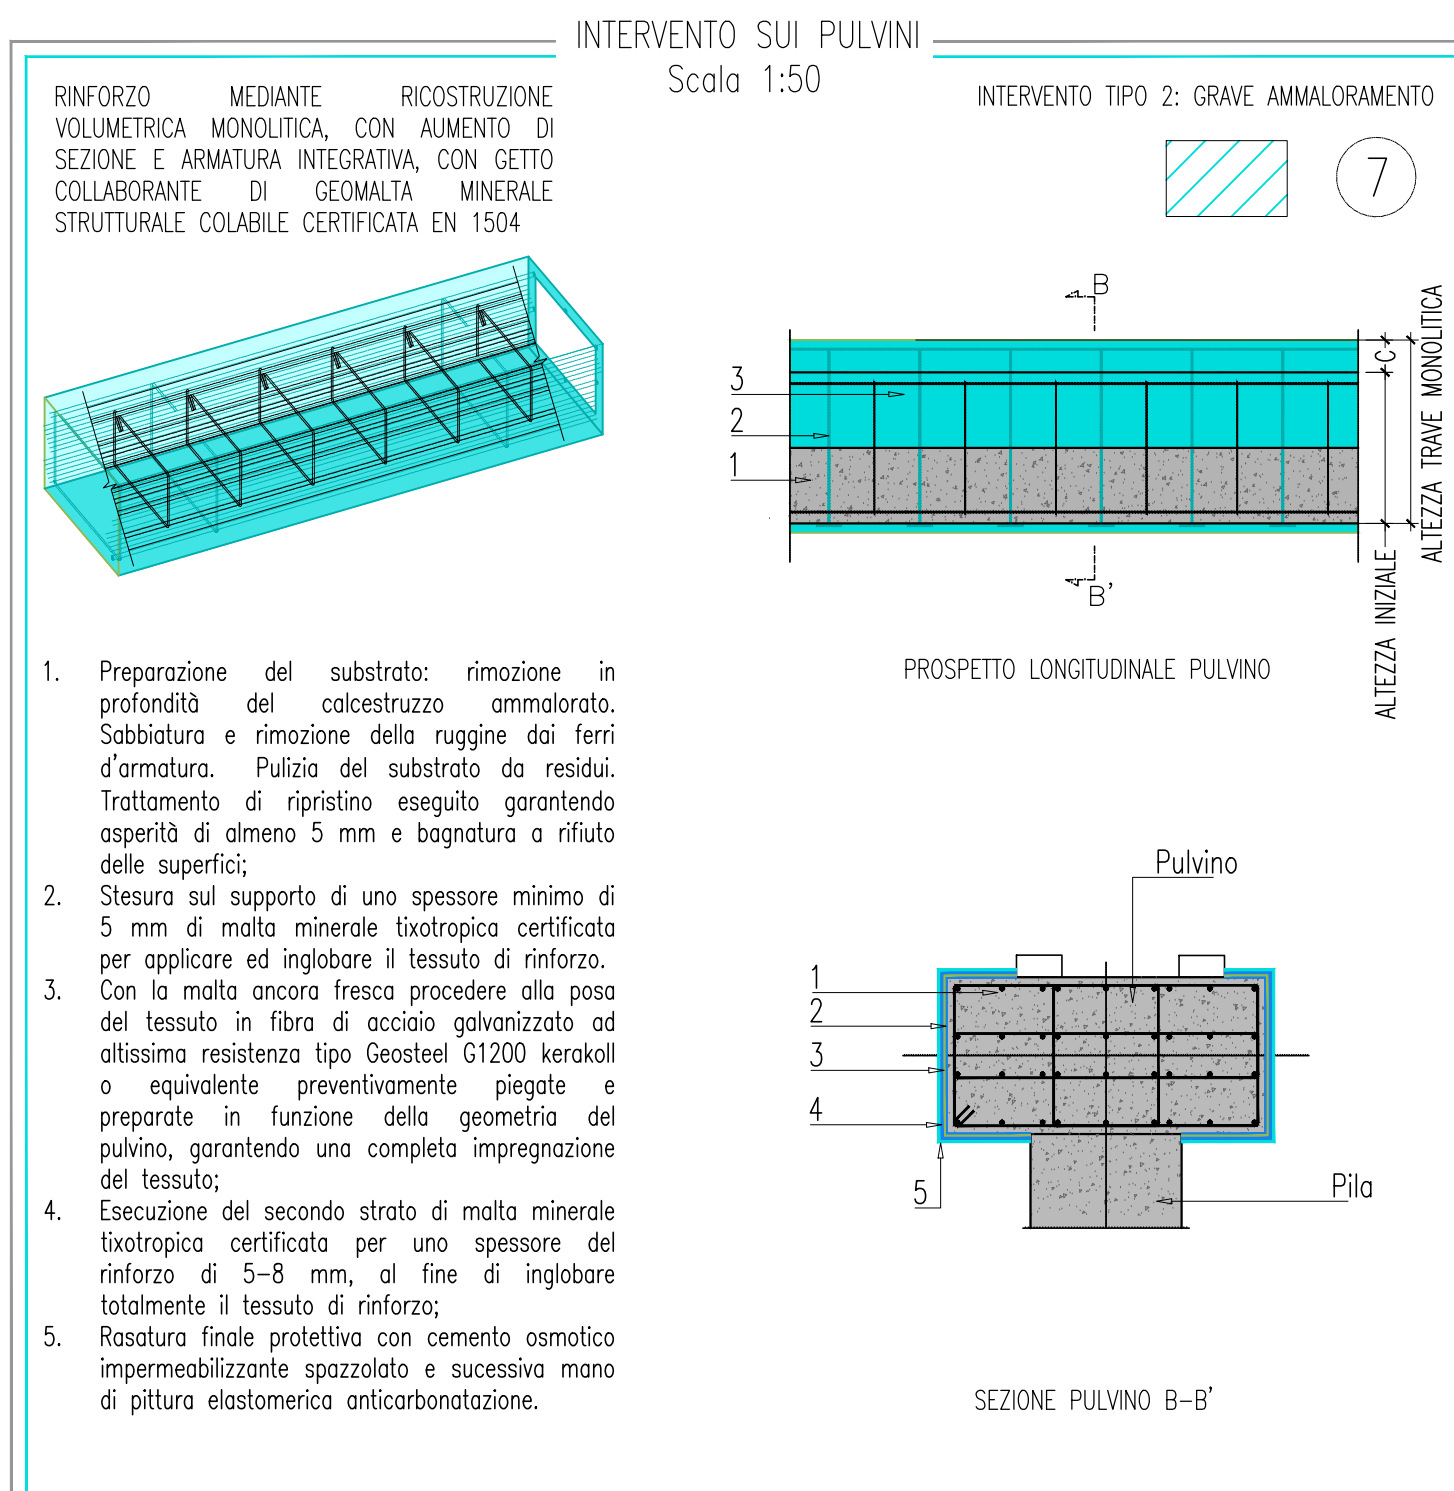 INTERVENTO SUI PULVINI
Scala 1:50
RINFORZO MEDIANTE RICOSTRUZIONE
VOLUMETRICA MONOLITICA, CON AUMENTO DI
SEZIONE E ARMATURA INTEGRATIVA, CON GETTO
COLLABORANTE DI GEOMALTA MINERALE
STRUTTURALE COLABILE CERTIFICATA EN 1504
INTERVENTO TIPO 2: GRAVE AMMALORAMENTO
7
B
3
2
1
B'
C
ALTEZZA INIZIALE
ALTEZZA TRAVE MONOLITICA
PROSPETTO LONGITUDINALE PULVINO
1. Preparazione del substrato: rimozione in
profondità del calcestruzzo ammalorato.
Sabbiatura e rimozione della ruggine dai ferri
d'armatura. Pulizia del substrato da residui.
Trattamento di ripristino eseguito garantendo
asperità di almeno 5 mm e bagnatura a rifiuto
delle superfici;
2. Stesura sul supporto di uno spessore minimo di
5 mm di malta minerale tixotropica certificata
per applicare ed inglobare il tessuto di rinforzo.
3. Con la malta ancora fresca procedere alla posa
del tessuto in fibra di acciaio galvanizzato ad
altissima resistenza tipo Geosteel G1200 kerakoll
o equivalente preventivamente piegate e
preparate in funzione della geometria del
pulvino, garantendo una completa impregnazione
del tessuto;
4. Esecuzione del secondo strato di malta minerale
tixotropica certificata per uno spessore del
rinforzo di 5-8 mm, al fine di inglobare
totalmente il tessuto di rinforzo;
5. Rasatura finale protettiva con cemento osmotico
impermeabilizzante spazzolato e sucessiva mano
di pittura elastomerica anticarbonatazione.
Pulvino
1
2
3
4
5
Pila
SEZIONE PULVINO B-B'